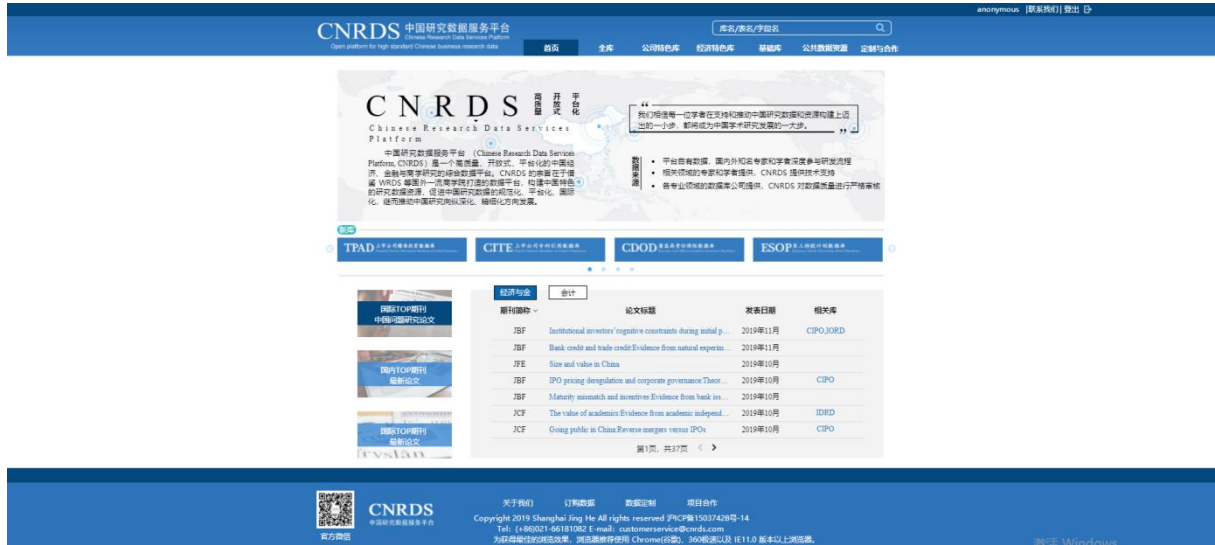 anonymous |联系我们| 登出
CNRDS 中国研究数据服务平台
Chinese Research Data Services Platform
Open platform for high standard Chinese business research data
库名/表名/字段名
首页 全库 公司特色库 经济特色库 基础库 公共数据资源 定制与合作
CNRDS 高质量 开放式 平台化
Chinese Research Data Services
Platform
中国研究数据服务平台 (Chinese Research Data Services
Platform, CNRDS) 是一个高质量、开放式、平台化的中国经
济、金融与商学研究的综合数据平台。CNRDS 的宗旨在于借
鉴 WRDS 等国外一流商学院打造的数据平台，构建中国特色
的研究数据资源，促进中国研究数据的规范化、平台化、国际
化，继而推动中国研究向纵深化、精细化方向发展。
“
我们相信每一位学者在支持和推动中国研究数据和资源构建上迈
出的一小步，都将成为中国学术研究发展的一大步。
”
数据来源
• 平台自有数据，国内外知名专家和学者深度参与研发流程
• 相关领域的专家和学者提供，CNRDS 提供技术支持
• 各专业领域的数据库公司提供，CNRDS 对数据质量进行严格审核
新库
TPAD CITE CDOD ESOP
国际TOP期刊
中国问题研究论文
国内TOP期刊
最新论文
国际TOP期刊
最新论文
经济与金 会计
期刊简称 论文标题 发表日期 相关库
JBF Institutional investors'cognitive constraints during initial p... 2019年11月 CIPO,IORD
JBF Bank credit and trade credit:Evidence from natural experim... 2019年11月
JFE Size and value in China 2019年10月
JBF IPO pricing deregulation and corporate governance:Theor... 2019年10月 CIPO
JBF Maturity mismatch and incentives:Evidence from bank iss... 2019年10月
JCF The value of academics:Evidence from academic independ... 2019年10月 IDRD
JCF Going public in China:Reverse mergers versus IPOs 2019年10月 CIPO
第1页，共37页 < >
官方微信
CNRDS
中国研究数据服务平台
关于我们 订购数据 数据定制 项目合作
Copyright 2019 Shanghai Jing He All rights reserved 沪ICP备15037428号-14
Tel: (+86)021-66181082 E-mail: customerservice@cnrds.com
为获得最佳的浏览效果，浏览器推荐使用 Chrome(谷歌)、360极速以及 IE11.0 版本以上浏览器。
激活 Windows